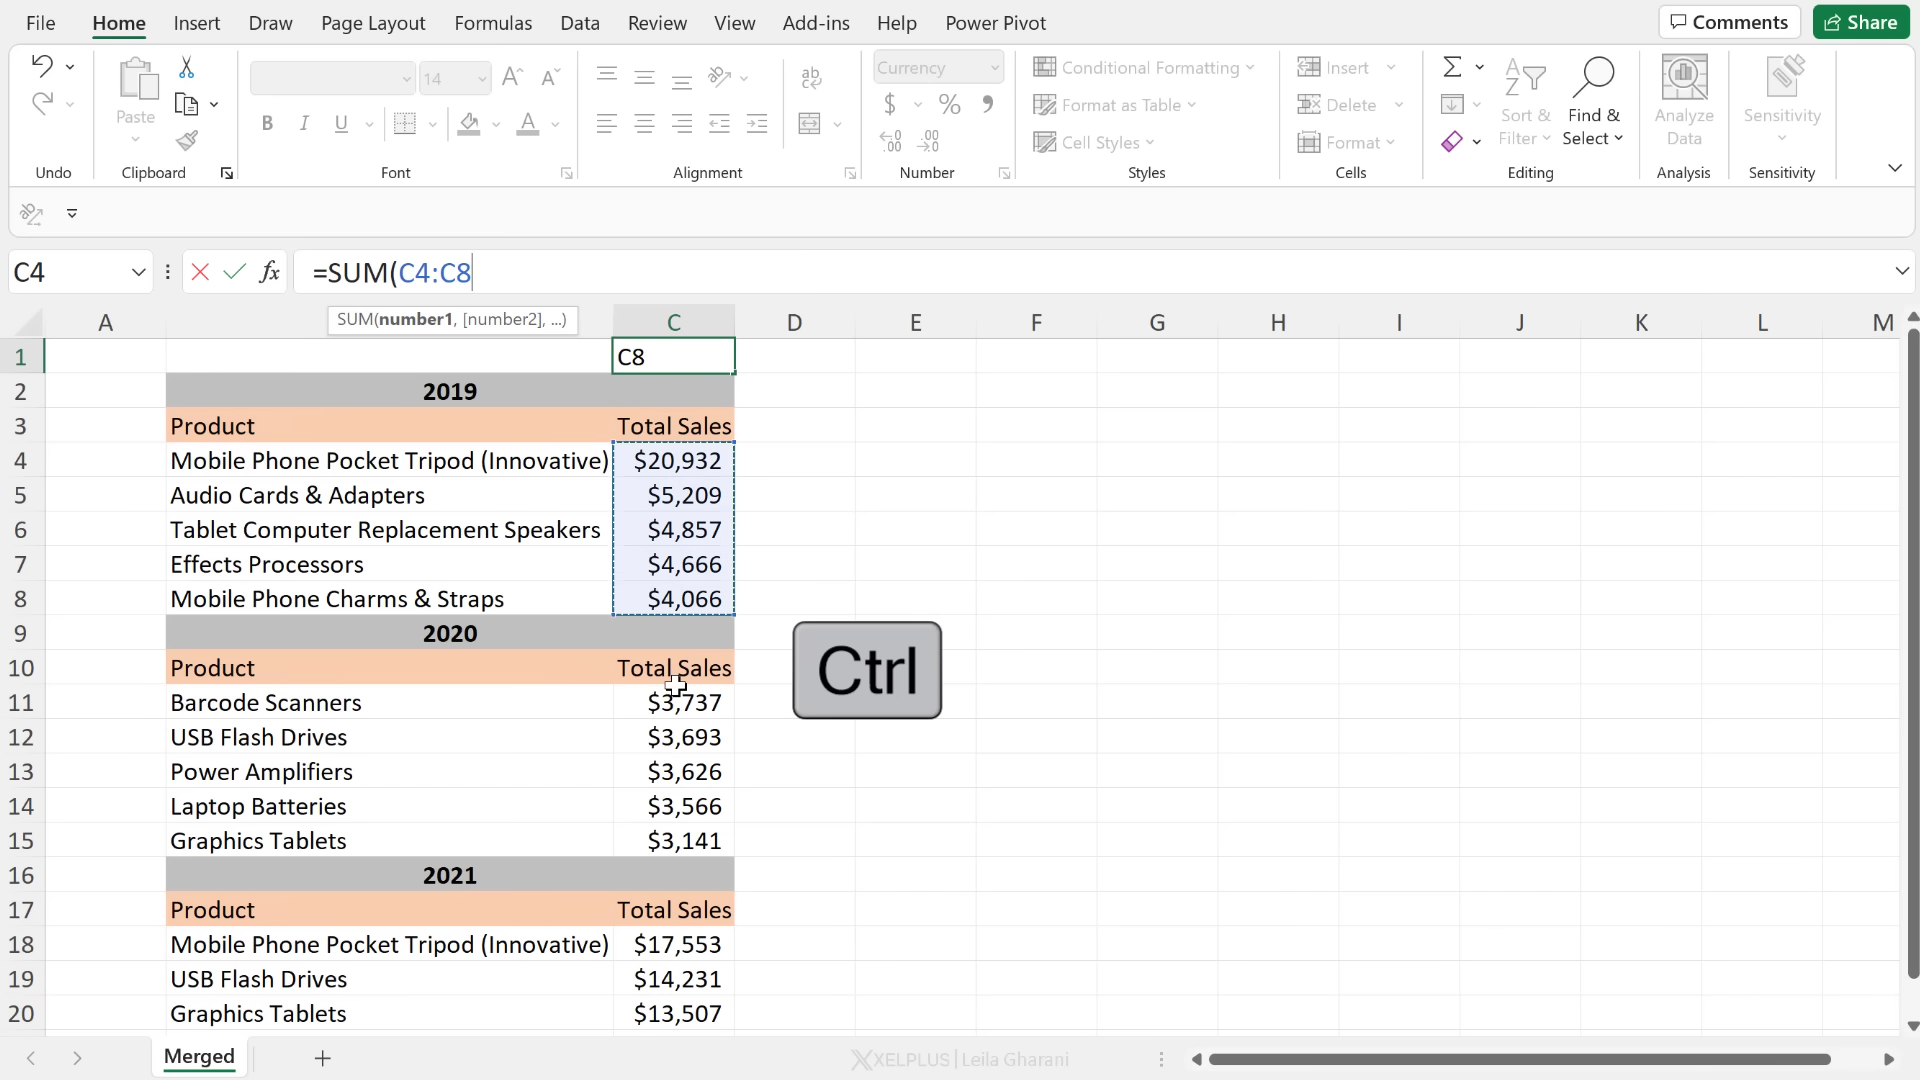 File Home Insert Draw Page Layout Formulas Data Review View Add-ins Help Power Pivot Comments Share
Paste 14 A A ab Currency Conditional Formatting Insert Σ A Z
$ % Format as Table Delete Sort & Filter Find & Select Analyze Data Sensitivity
B I U A .00 .00 Cell Styles Format
Undo Clipboard Font Alignment Number Styles Cells Editing Analysis Sensitivity
C4 fx =SUM(C4:C8
SUM(number1, [number2], ...)
A C D E F G H I J K L M
1 C8
2 2019
3 Product Total Sales
4 Mobile Phone Pocket Tripod (Innovative) $20,932
5 Audio Cards & Adapters $5,209
6 Tablet Computer Replacement Speakers $4,857
7 Effects Processors $4,666
8 Mobile Phone Charms & Straps $4,066
9 2020
10 Product Total Sales
Ctrl
11 Barcode Scanners $3,737
12 USB Flash Drives $3,693
13 Power Amplifiers $3,626
14 Laptop Batteries $3,566
15 Graphics Tablets $3,141
16 2021
17 Product Total Sales
18 Mobile Phone Pocket Tripod (Innovative) $17,553
19 USB Flash Drives $14,231
20 Graphics Tablets $13,507
Merged XELPLUS | Leila Gharani